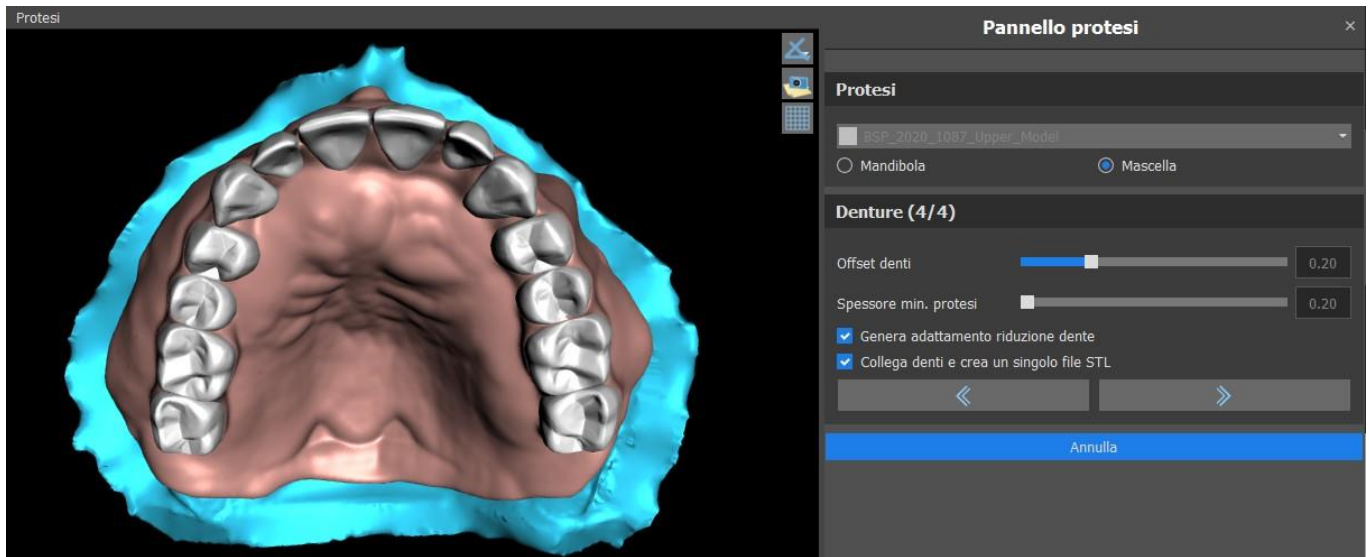 Protesi
Pannello protesi
Protesi
BSP_2020_1087_Upper_Model
Mandibola
Mascella
Denture (4/4)
Offset denti
0.20
Spessore min. protesi
0.20
Genera adattamento riduzione dente
Collega denti e crea un singolo file STL
Annulla